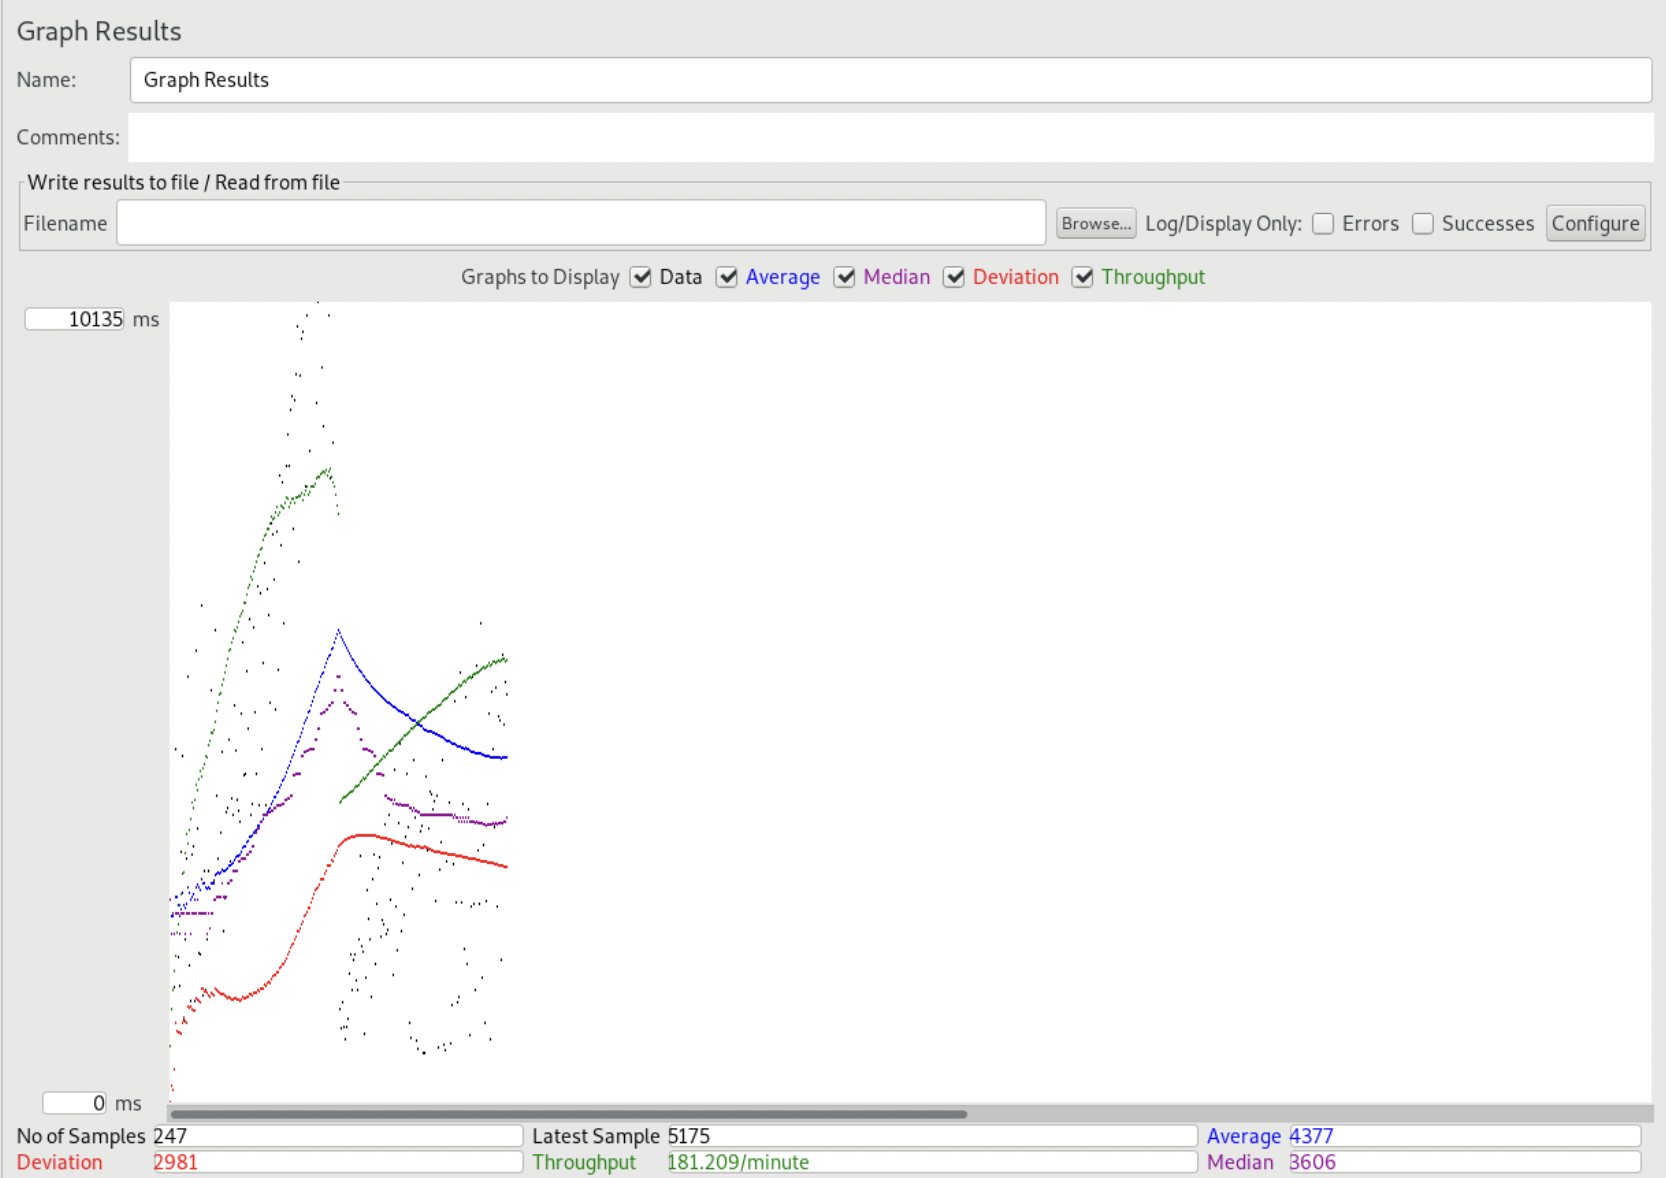 Graph Results
Name: Graph Results
Comments:
Write results to file / Read from file
Filename Browse... Log/Display Only: Errors Successes Configure
Graphs to Display Data Average Median Deviation Throughput
10135 ms
0 ms
No of Samples 247 Latest Sample 5175 Average 4377
Deviation 2981 Throughput 181.209/minute Median 3606